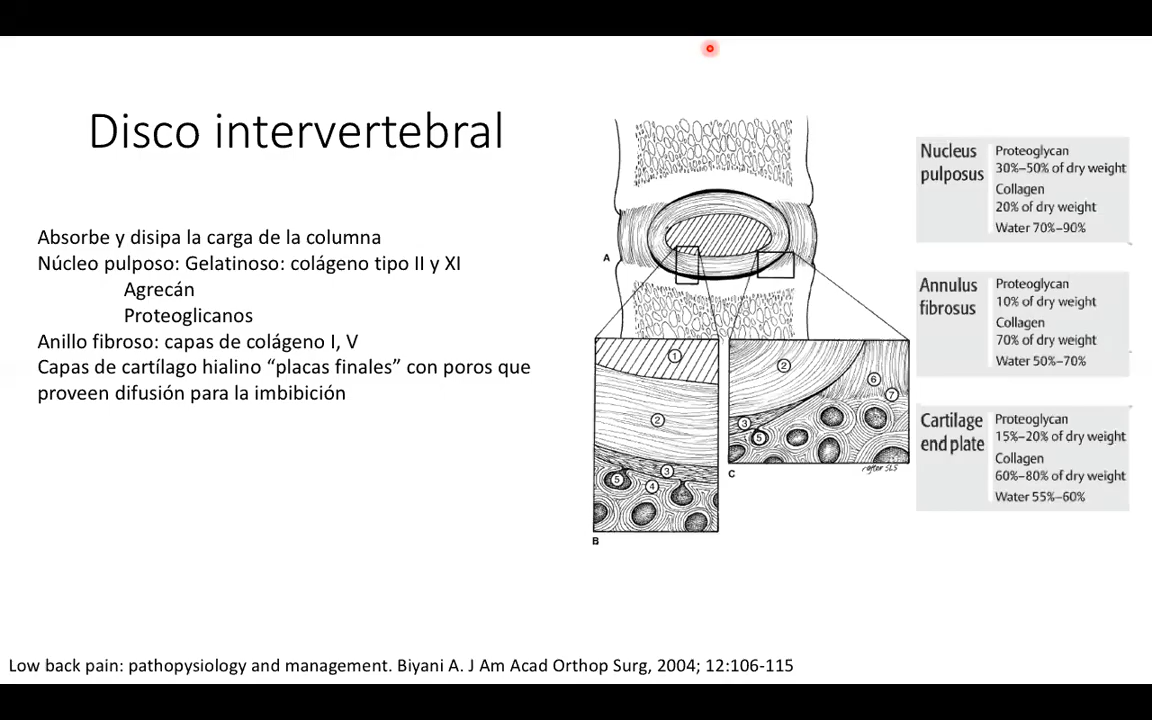 Disco intervertebral
Absorbe y disipa la carga de la columna
Núcleo pulposo: Gelatinoso: colágeno tipo II y XI
Agrecán
Proteoglicanos
Anillo fibroso: capas de colágeno I, V
Capas de cartílago hialino “placas finales” con poros que
proveen difusión para la imbibición
A
1
2
3
5
4
B
2
6
7
3
5
C
after SLS
Nucleus
pulposus
Proteoglycan
30%–50% of dry weight
Collagen
20% of dry weight
Water 70%–90%
Annulus
fibrosus
Proteoglycan
10% of dry weight
Collagen
70% of dry weight
Water 50%–70%
Cartilage
end plate
Proteoglycan
15%–20% of dry weight
Collagen
60%–80% of dry weight
Water 55%–60%
Low back pain: pathopysiology and management. Biyani A. J Am Acad Orthop Surg, 2004; 12:106-115